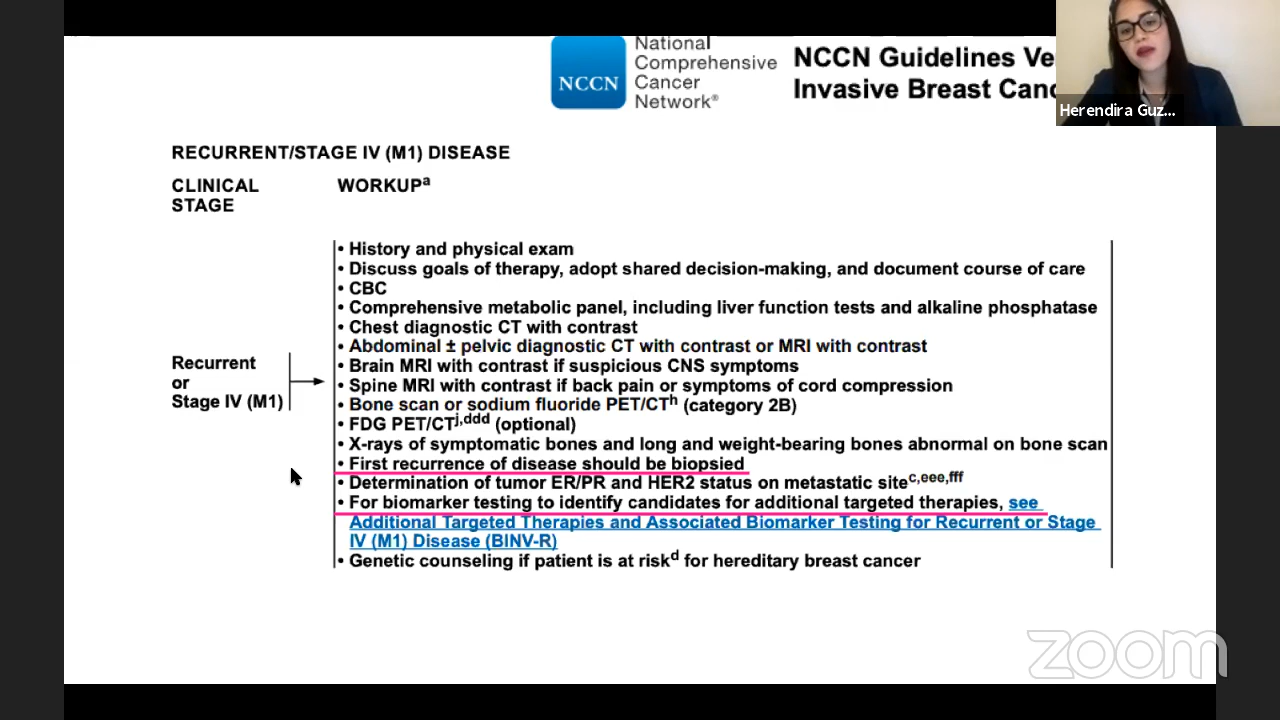 National
Comprehensive
Cancer
Network®
NCCN
NCCN Guidelines Ve
Invasive Breast Canc
Herendira Guz...
RECURRENT/STAGE IV (M1) DISEASE
CLINICAL
STAGE
WORKUPᵃ
• History and physical exam
• Discuss goals of therapy, adopt shared decision-making, and document course of care
• CBC
• Comprehensive metabolic panel, including liver function tests and alkaline phosphatase
• Chest diagnostic CT with contrast
• Abdominal ± pelvic diagnostic CT with contrast or MRI with contrast
• Brain MRI with contrast if suspicious CNS symptoms
• Spine MRI with contrast if back pain or symptoms of cord compression
• Bone scan or sodium fluoride PET/CTʰ (category 2B)
• FDG PET/CTʲ,ᵈᵈᵈ (optional)
• X-rays of symptomatic bones and long and weight-bearing bones abnormal on bone scan
• First recurrence of disease should be biopsied
• Determination of tumor ER/PR and HER2 status on metastatic siteᶜ,ᵉᵉᵉ,ᶠᶠᶠ
• For biomarker testing to identify candidates for additional targeted therapies, see
Additional Targeted Therapies and Associated Biomarker Testing for Recurrent or Stage
IV (M1) Disease (BINV-R)
• Genetic counseling if patient is at riskᵈ for hereditary breast cancer
Recurrent
or
Stage IV (M1)
zoom